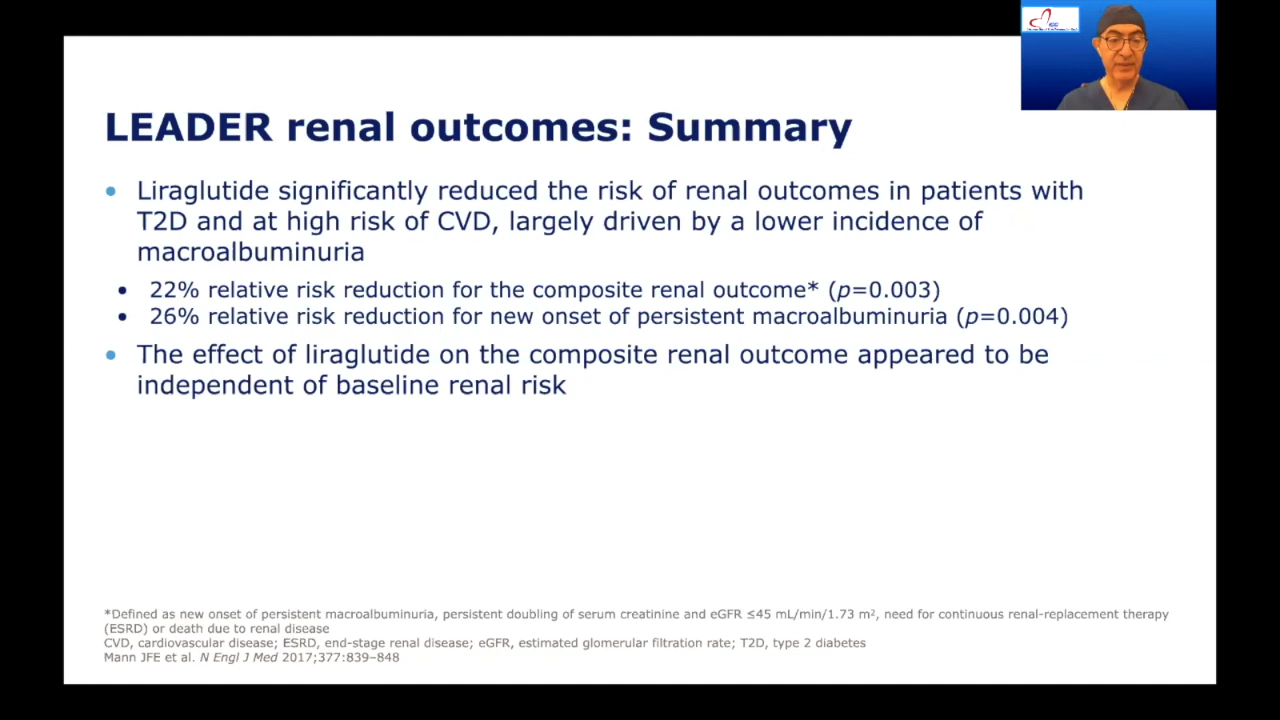 LEADER renal outcomes: Summary
• Liraglutide significantly reduced the risk of renal outcomes in patients with
T2D and at high risk of CVD, largely driven by a lower incidence of
macroalbuminuria
• 22% relative risk reduction for the composite renal outcome* (p=0.003)
• 26% relative risk reduction for new onset of persistent macroalbuminuria (p=0.004)
• The effect of liraglutide on the composite renal outcome appeared to be
independent of baseline renal risk
*Defined as new onset of persistent macroalbuminuria, persistent doubling of serum creatinine and eGFR ≤45 mL/min/1.73 m², need for continuous renal-replacement therapy
(ESRD) or death due to renal disease
CVD, cardiovascular disease; ESRD, end-stage renal disease; eGFR, estimated glomerular filtration rate; T2D, type 2 diabetes
Mann JFE et al. N Engl J Med 2017;377:839–848